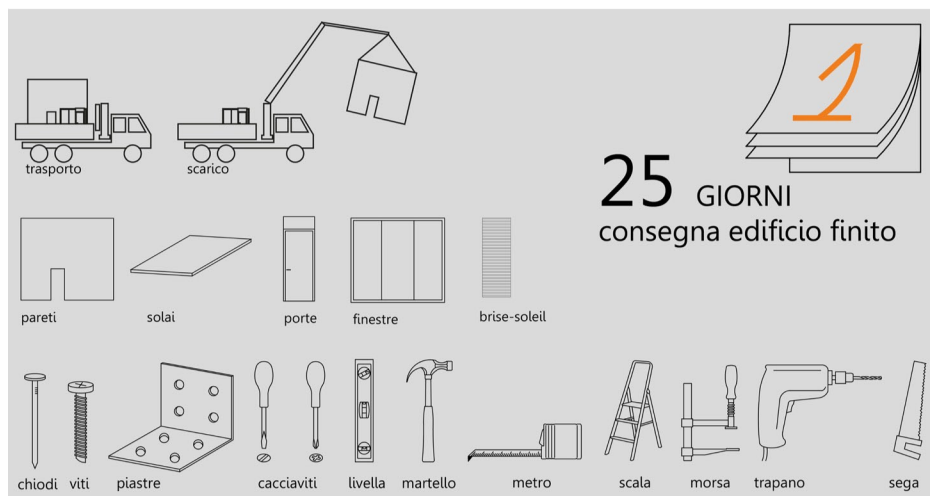 1
trasporto
scarico
25 GIORNI
consegna edificio finito
pareti
solai
porte
finestre
brise-soleil
chiodi
viti
piastre
cacciaviti
livella
martello
metro
scala
morsa
trapano
sega